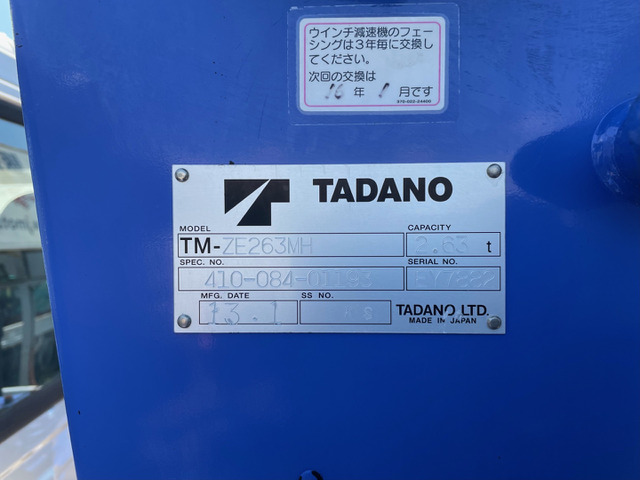 ウインチ減速機のフェー
シングは3年毎に交換し
てください。
次回の交換は
16年 1月です
TADANO
MODEL CAPACITY
TM-ZE263MH 2.63 t
SPEC. NO. SERIAL NO.
410-084-01193
MFG. DATE SS NO.
13.1 KS TADANO LTD.
MADE IN JAPAN